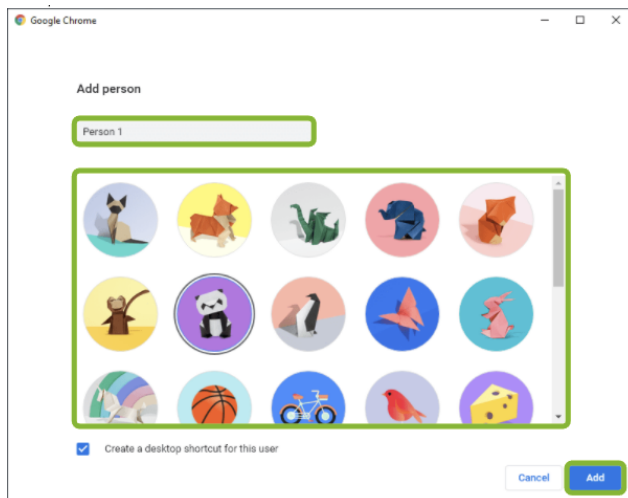 Google Chrome
Add person
Person 1
Create a desktop shortcut for this user
Cancel
Add